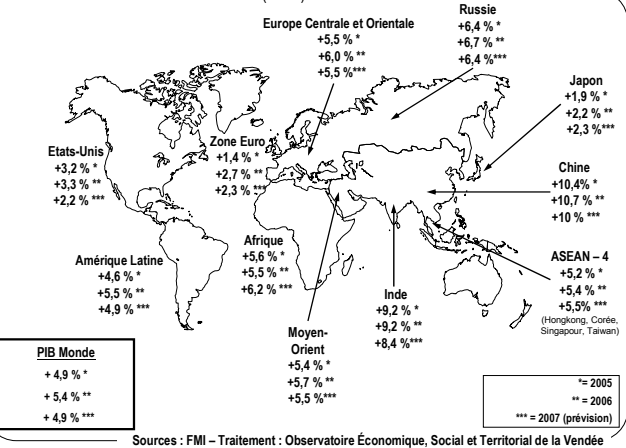 Russie
+6,4 % *
+6,7 % **
+6,4 %***
Europe Centrale et Orientale
+5,5 % *
+6,0 % **
+5,5 %***
Japon
+1,9 % *
+2,2 % **
+2,3 %***
Zone Euro
+1,4 % *
+2,7 % **
+2,3 %***
Etats-Unis
+3,2 % *
+3,3 % **
+2,2 % ***
Chine
+10,4% *
+10,7 % **
+10 % ***
Afrique
+5,6 % *
+5,5 % **
+6,2 % ***
Amérique Latine
+4,6 % *
+5,5 % **
+4,9 % ***
ASEAN – 4
+5,2 % *
+5,4 % **
+5,5% ***
(Hongkong, Corée,
Singapour, Taiwan)
Inde
+9,2 % *
+9,2 % **
+8,4 %***
Moyen-
Orient
+5,4 % *
+5,7 % **
+5,5 %***
PIB Monde
+ 4,9 % *
+ 5,4 % **
+ 4,9 % ***
*= 2005
** = 2006
*** = 2007 (prévision)
Sources : FMI – Traitement : Observatoire Économique, Social et Territorial de la Vendée